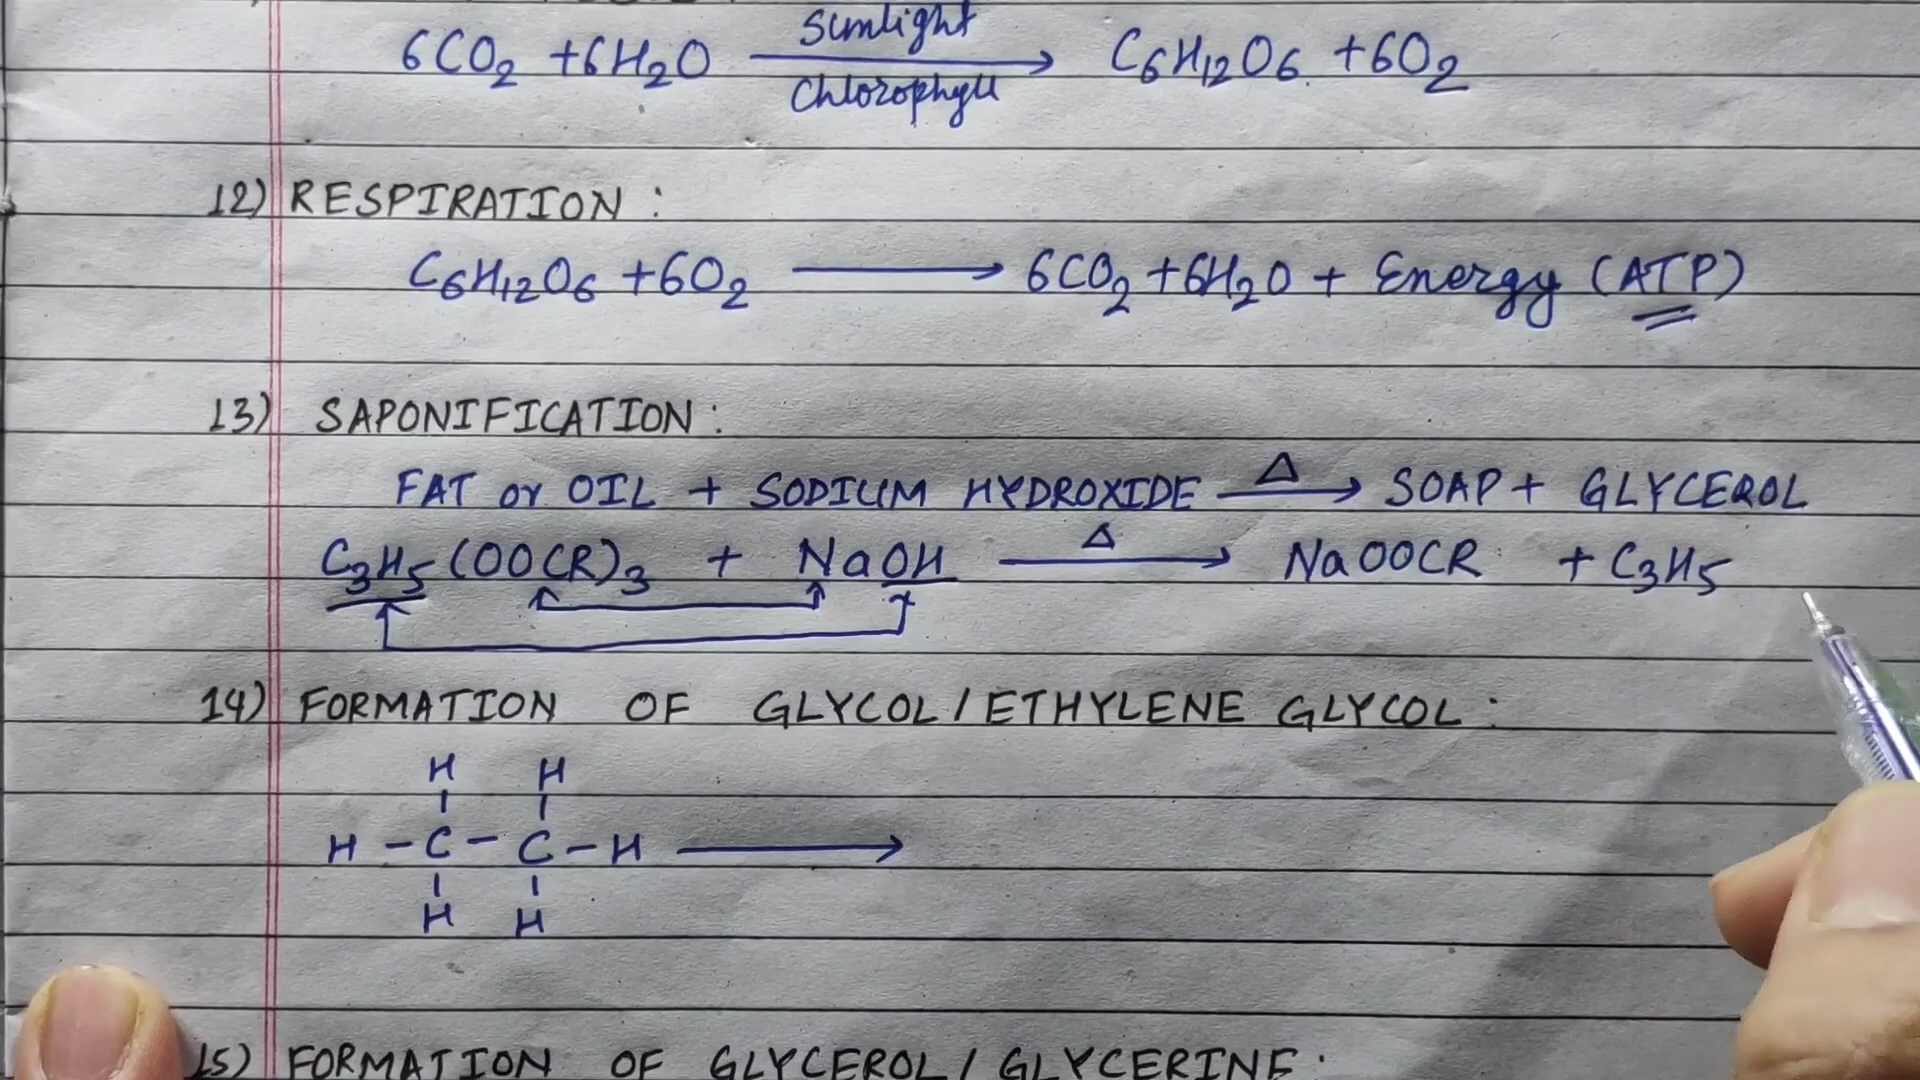 Sunlight
6CO₂ +6H₂O ⟶ C₆H₁₂O₆ +6O₂
Chlorophyll
12) RESPIRATION :
C₆H₁₂O₆ +6O₂ ⟶ 6CO₂ +6H₂O + Energy (ATP)
13) SAPONIFICATION :
FAT or OIL + SODIUM HYDROXIDE —Δ→ SOAP + GLYCEROL
C₃H₅(OOCR)₃ + NaOH —Δ→ NaOOCR + C₃H₅
14) FORMATION OF GLYCOL/ETHYLENE GLYCOL :
H H
H - C - C - H ⟶
H H
15) FORMATION OF GLYCEROL/GLYCERINE :